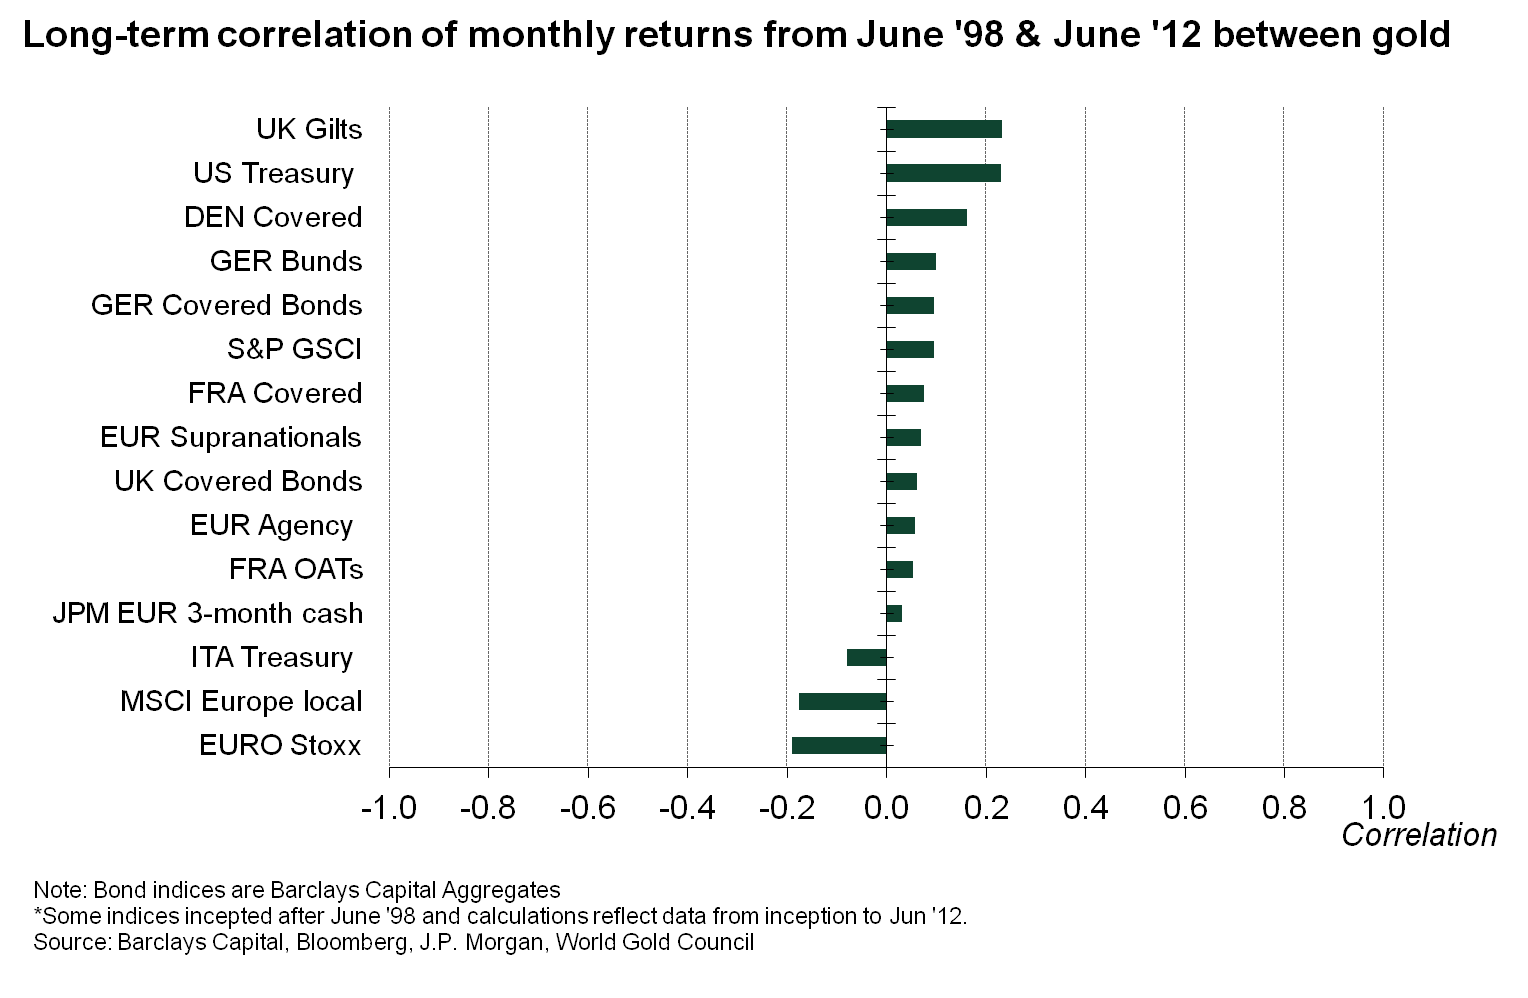 Long-term correlation of monthly returns from June '98 & June '12 between gold
UK Gilts
US Treasury
DEN Covered
GER Bunds
GER Covered Bonds
S&P GSCI
FRA Covered
EUR Supranationals
UK Covered Bonds
EUR Agency
FRA OATs
JPM EUR 3-month cash
ITA Treasury
MSCI Europe local
EURO Stoxx
-1.0 -0.8 -0.6 -0.4 -0.2 0.0 0.2 0.4 0.6 0.8 1.0
Correlation
Note: Bond indices are Barclays Capital Aggregates
*Some indices incepted after June '98 and calculations reflect data from inception to Jun '12.
Source: Barclays Capital, Bloomberg, J.P. Morgan, World Gold Council